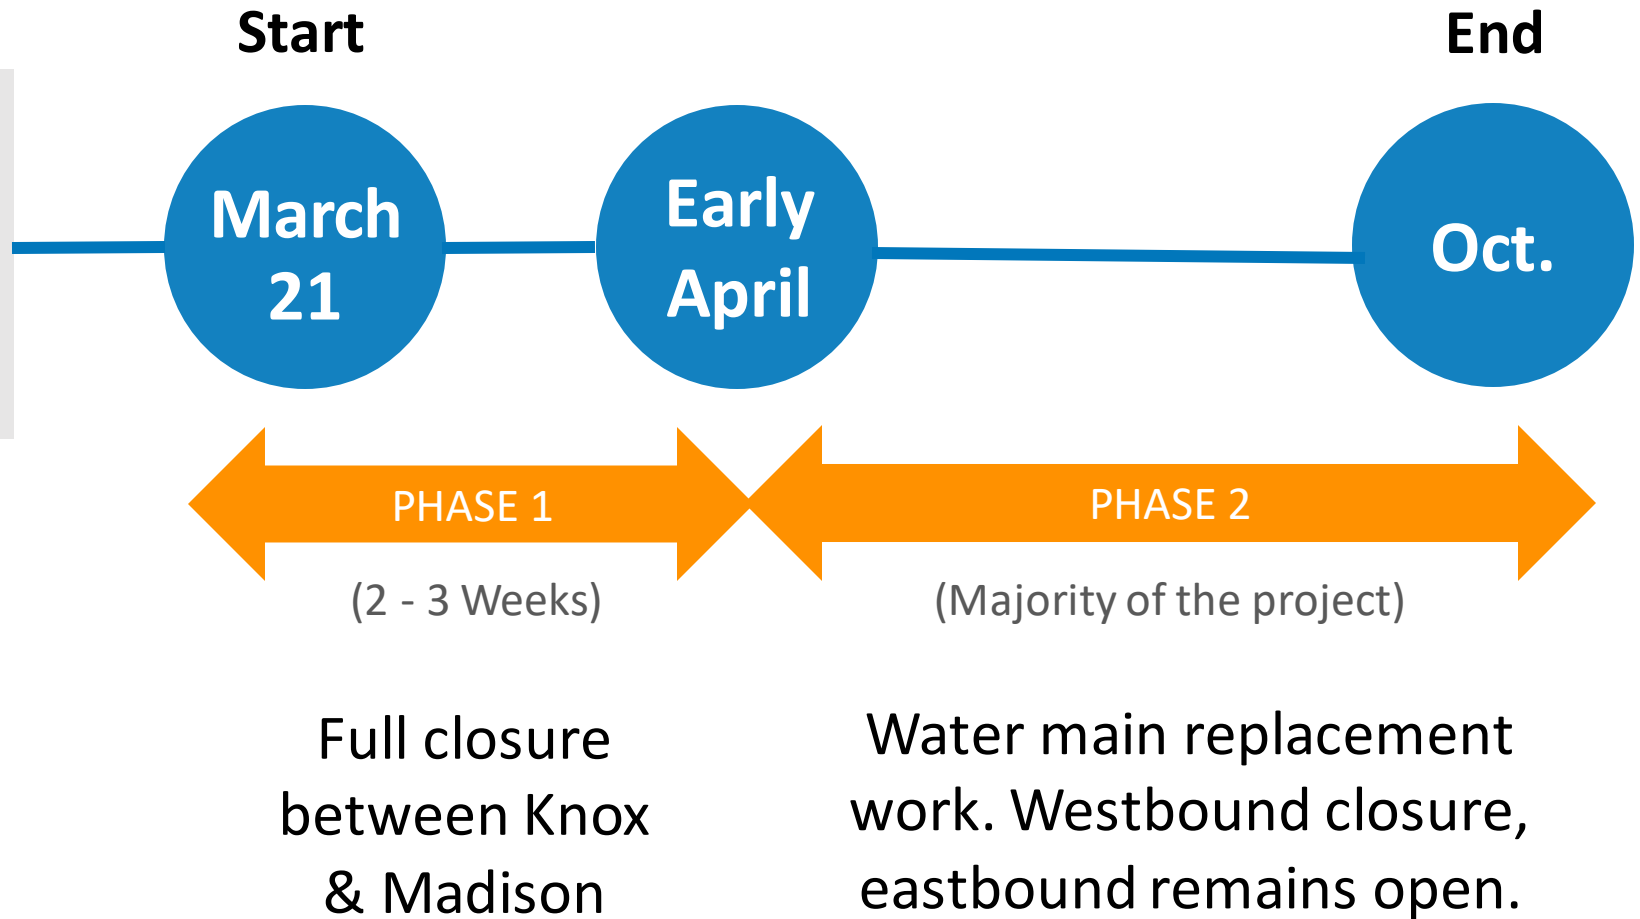 Start
End
March
21
Early
April
Oct.
PHASE 1
PHASE 2
(2 - 3 Weeks)
(Majority of the project)
Full closure
between Knox
& Madison
Water main replacement
work. Westbound closure,
eastbound remains open.